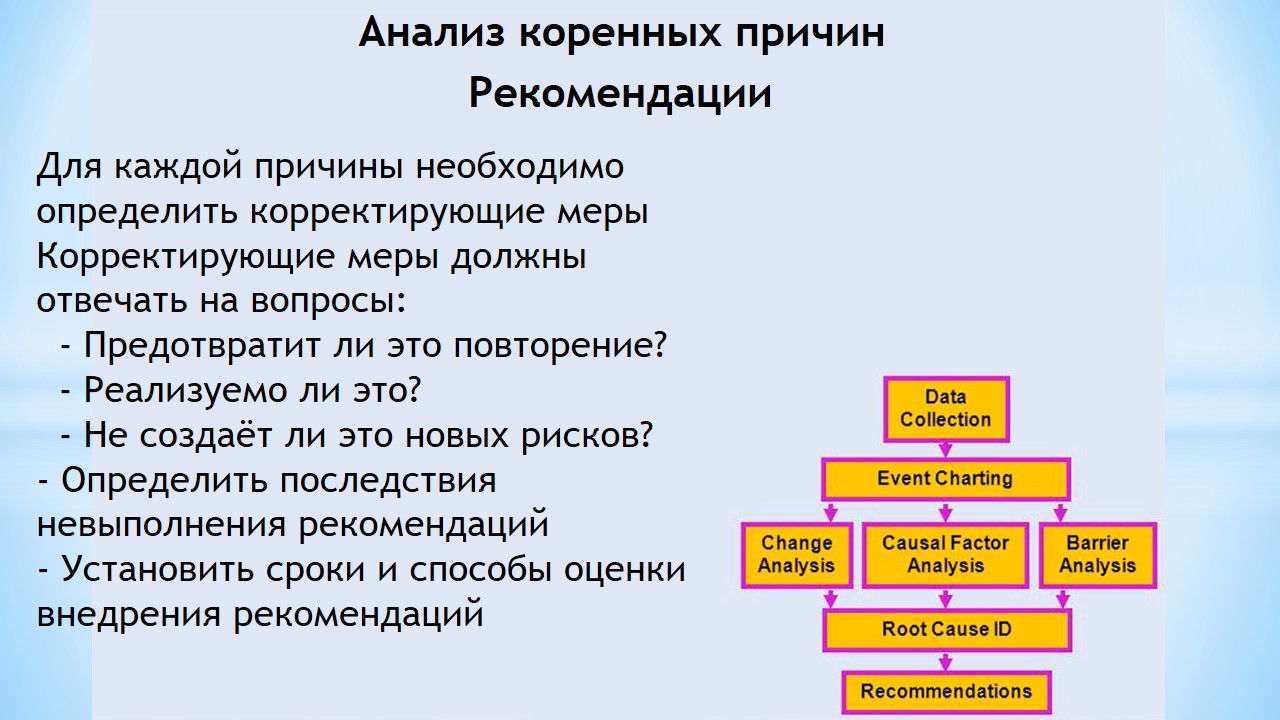 Анализ коренных причин
Рекомендации
Для каждой причины необходимо
определить корректирующие меры
Корректирующие меры должны
отвечать на вопросы:
- Предотвратит ли это повторение?
- Реализуемо ли это?
- Не создаёт ли это новых рисков?
- Определить последствия
невыполнения рекомендаций
- Установить сроки и способы оценки
внедрения рекомендаций
Data
Collection
Event Charting
Change
Analysis
Causal Factor
Analysis
Barrier
Analysis
Root Cause ID
Recommendations